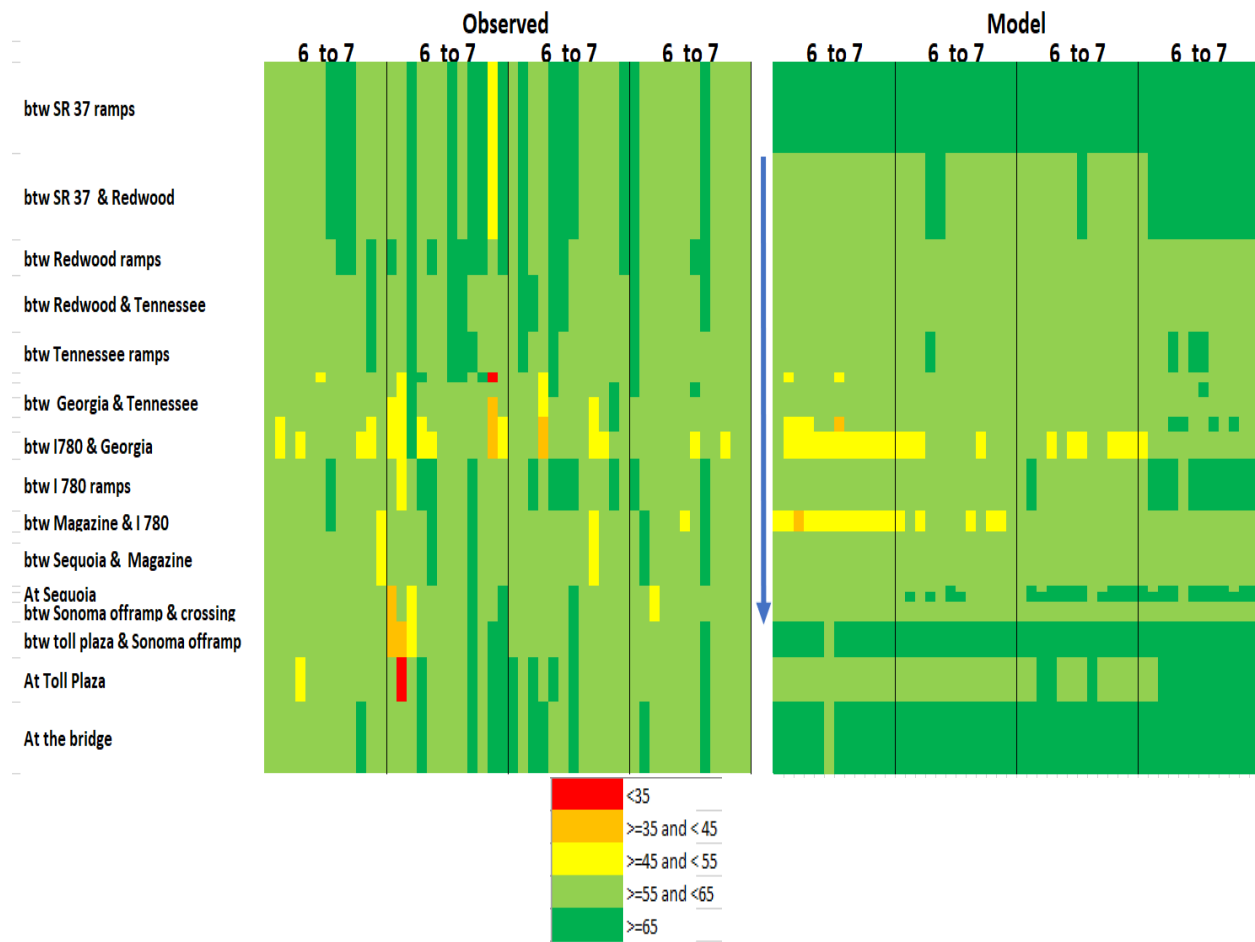 Observed Model
6 to 7 6 to 7 6 to 7 6 to 7 6 to 7 6 to 7 6 to 7 6 to 7
btw SR 37 ramps
btw SR 37 & Redwood
btw Redwood ramps
btw Redwood & Tennessee
btw Tennessee ramps
btw Georgia & Tennessee
btw I780 & Georgia
btw I 780 ramps
btw Magazine & I 780
btw Sequoia & Magazine
At Sequoia
btw Sonoma offramp & crossing
btw toll plaza & Sonoma offramp
At Toll Plaza
At the bridge
<35
>=35 and < 45
>=45 and < 55
>=55 and <65
>=65